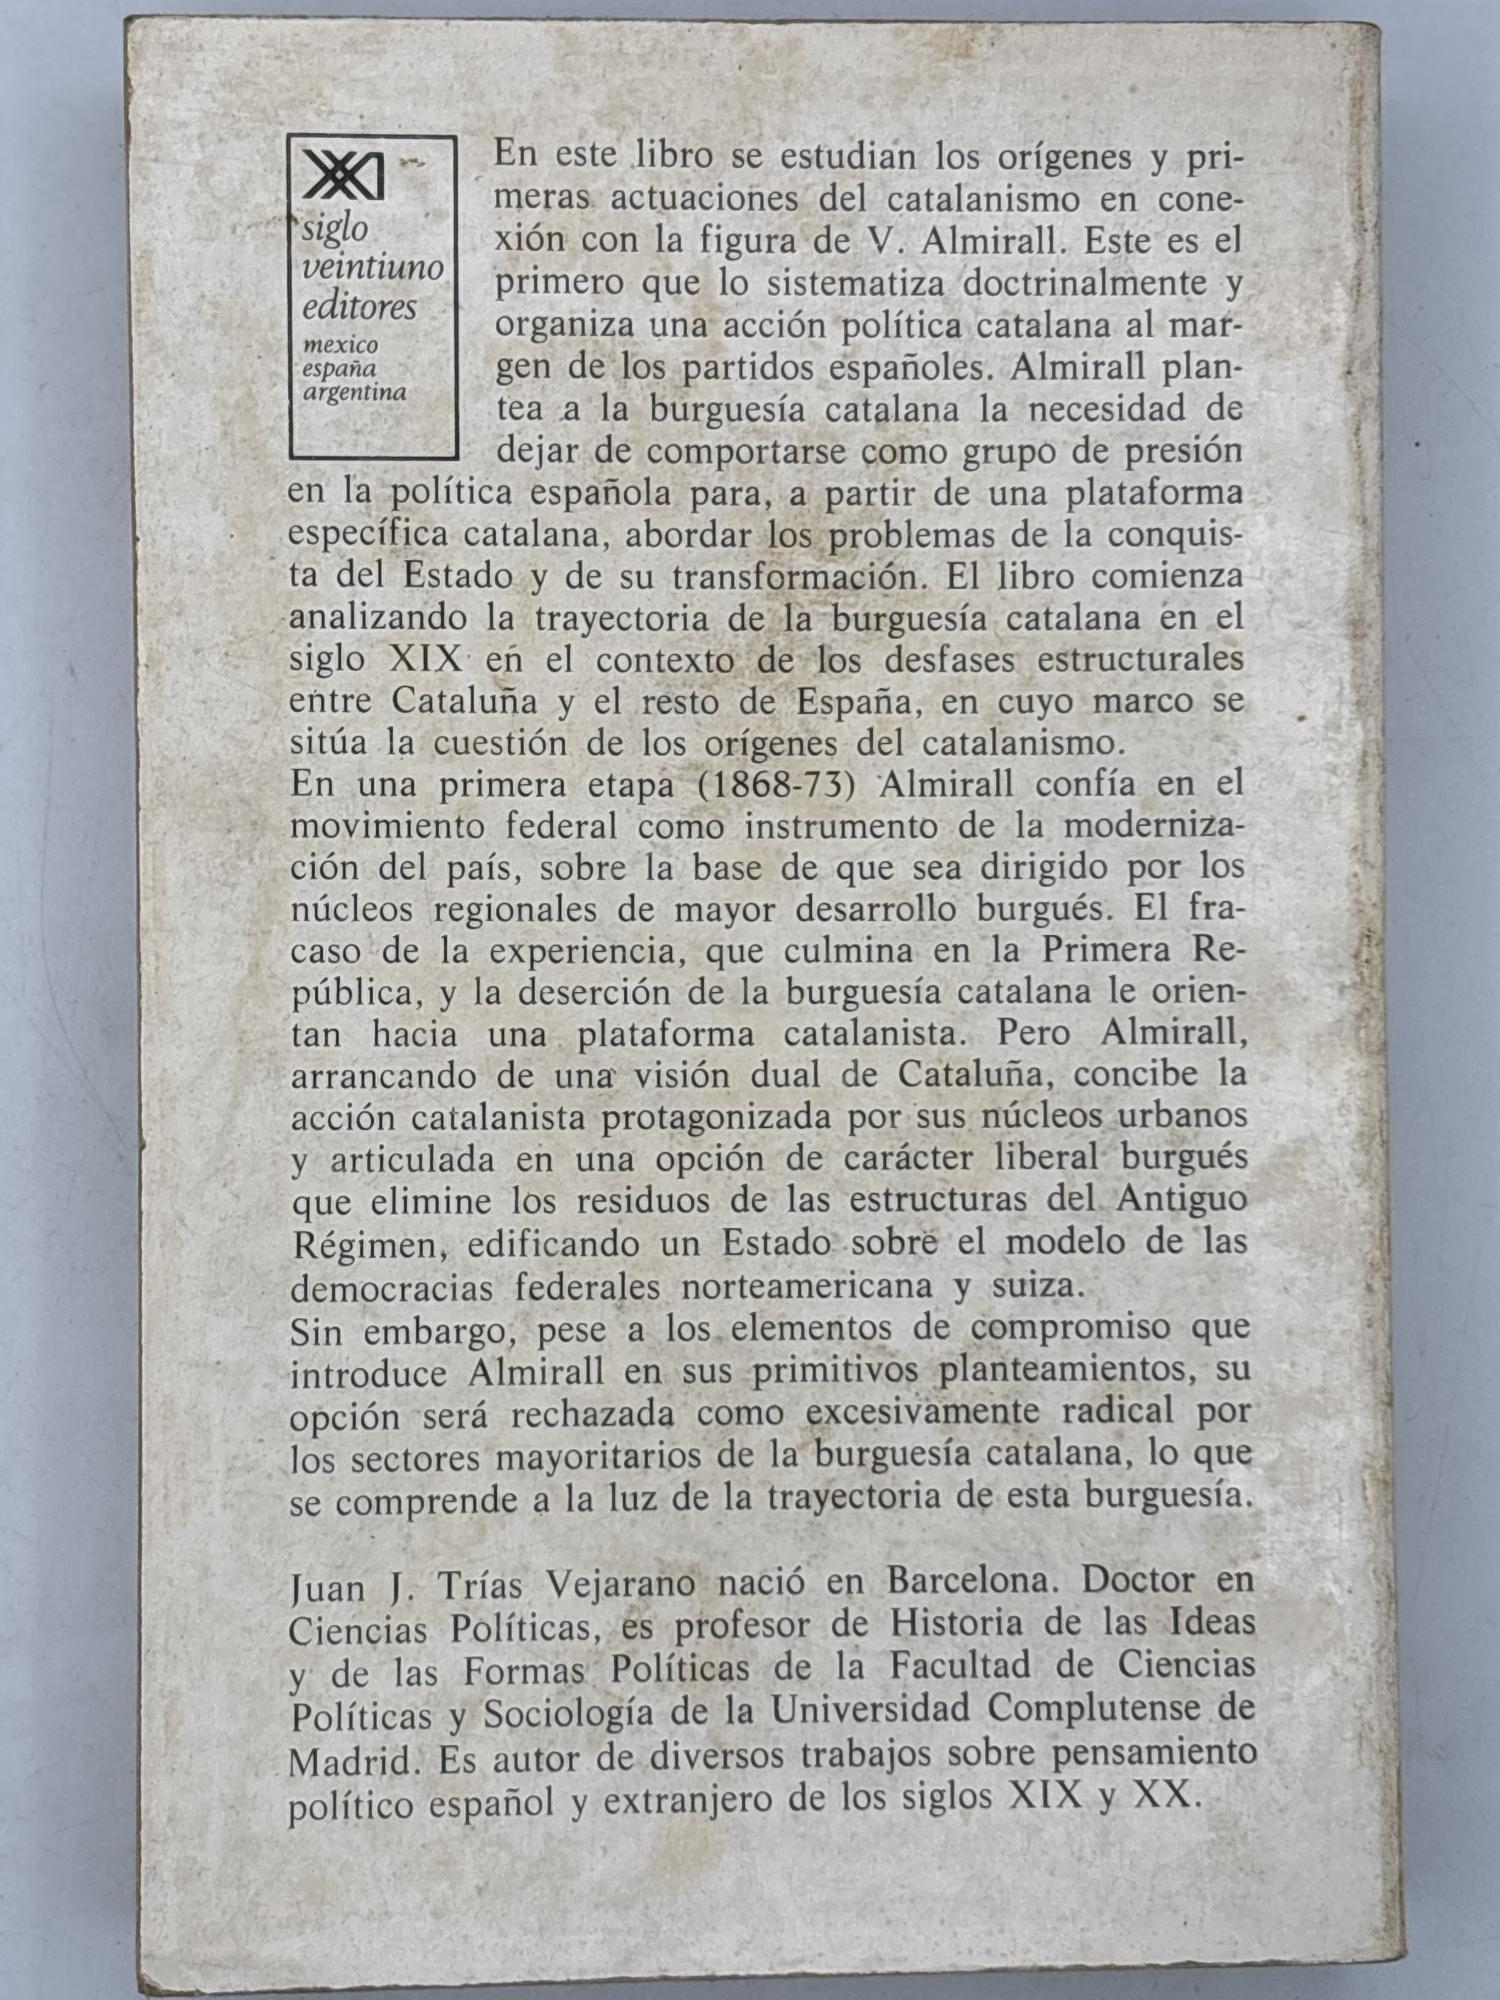 XXI
siglo
veintiuno
editores
mexico
españa
argentina
En este libro se estudian los orígenes y pri-
meras actuaciones del catalanismo en cone-
xión con la figura de V. Almirall. Este es el
primero que lo sistematiza doctrinalmente y
organiza una acción política catalana al mar-
gen de los partidos españoles. Almirall plan-
tea a la burguesía catalana la necesidad de
dejar de comportarse como grupo de presión
en la política española para, a partir de una plataforma
específica catalana, abordar los problemas de la conquis-
ta del Estado y de su transformación. El libro comienza
analizando la trayectoria de la burguesía catalana en el
siglo XIX en el contexto de los desfases estructurales
entre Cataluña y el resto de España, en cuyo marco se
sitúa la cuestión de los orígenes del catalanismo.
En una primera etapa (1868-73) Almirall confía en el
movimiento federal como instrumento de la moderniza-
ción del país, sobre la base de que sea dirigido por los
núcleos regionales de mayor desarrollo burgués. El fra-
caso de la experiencia, que culmina en la Primera Re-
pública, y la deserción de la burguesía catalana le orien-
tan hacia una plataforma catalanista. Pero Almirall,
arrancando de una visión dual de Cataluña, concibe la
acción catalanista protagonizada por sus núcleos urbanos
y articulada en una opción de carácter liberal burgués
que elimine los residuos de las estructuras del Antiguo
Régimen, edificando un Estado sobre el modelo de las
democracias federales norteamericana y suiza.
Sin embargo, pese a los elementos de compromiso que
introduce Almirall en sus primitivos planteamientos, su
opción será rechazada como excesivamente radical por
los sectores mayoritarios de la burguesía catalana, lo que
se comprende a la luz de la trayectoria de esta burguesía.
Juan J. Trías Vejarano nació en Barcelona. Doctor en
Ciencias Políticas, es profesor de Historia de las Ideas
y de las Formas Políticas de la Facultad de Ciencias
Políticas y Sociología de la Universidad Complutense de
Madrid. Es autor de diversos trabajos sobre pensamiento
político español y extranjero de los siglos XIX y XX.